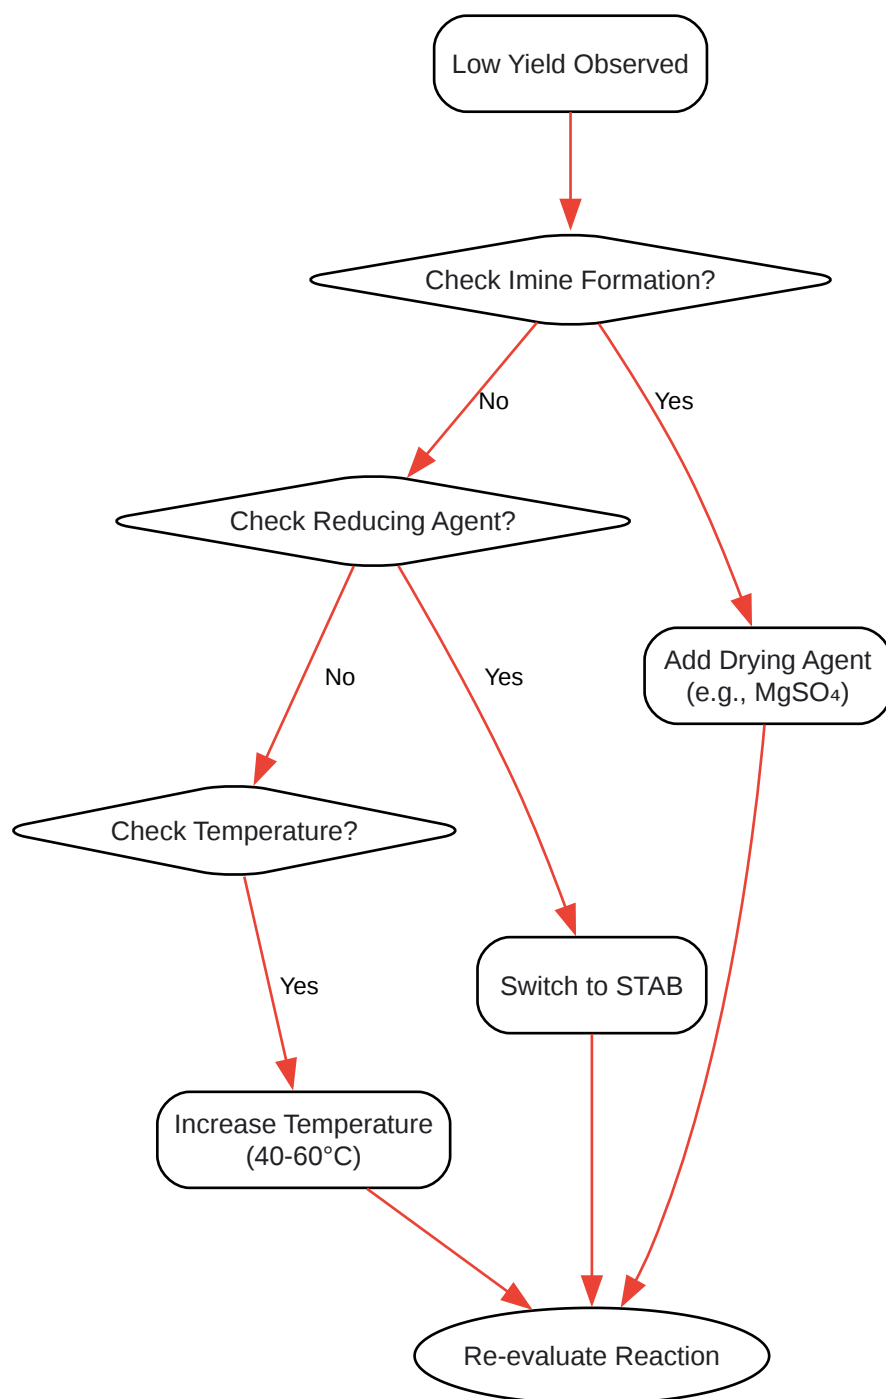 Low Yield Observed
Check Imine Formation?
No
Yes
Check Reducing Agent?
No
Yes
Add Drying Agent
(e.g., MgSO₄)
Check Temperature?
Yes
Switch to STAB
Increase Temperature
(40-60°C)
Re-evaluate Reaction